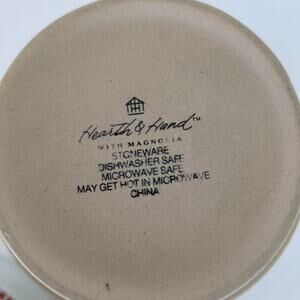 Hearth & Hand™
WITH MAGNOLIA
STONEWARE
DISHWASHER SAFE
MICROWAVE SAFE
MAY GET HOT IN MICROWAVE
CHINA